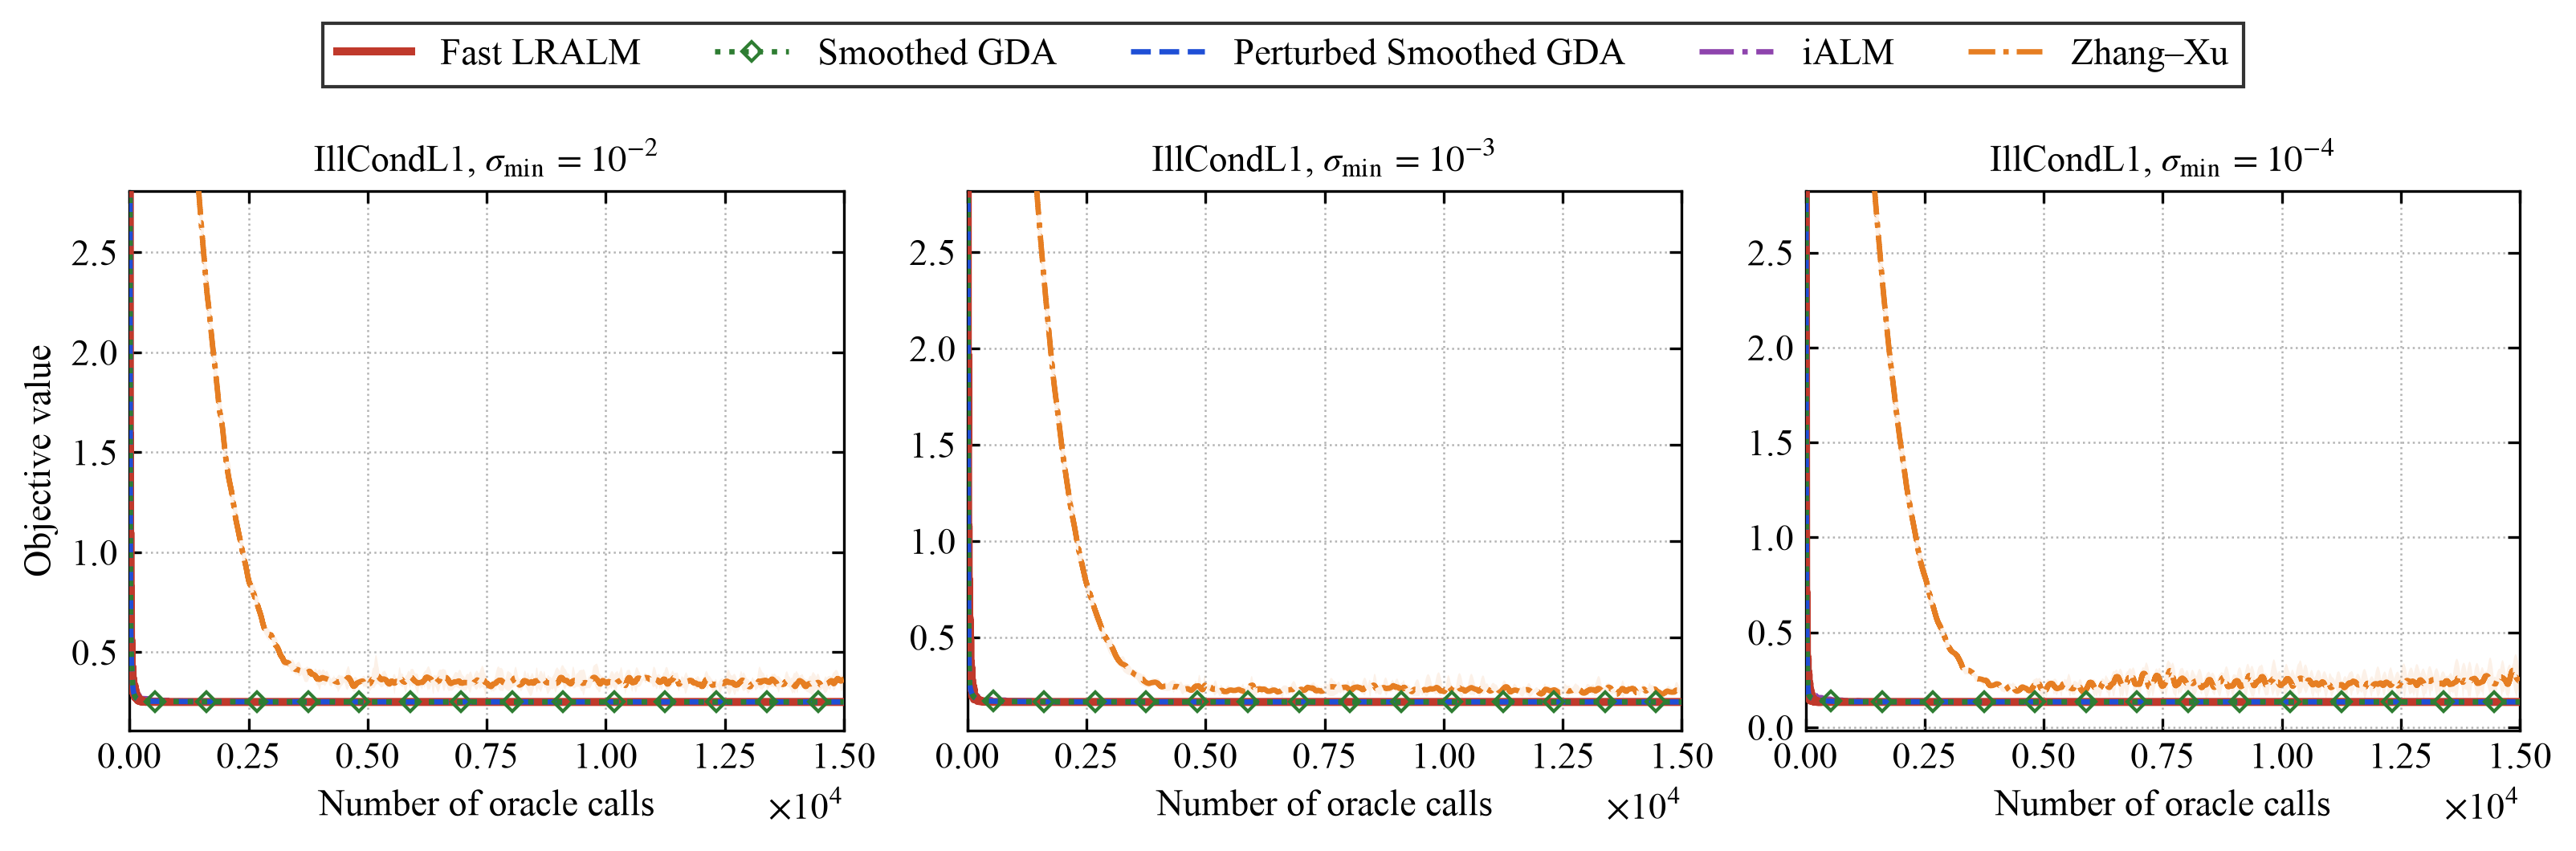 Fast LRALM Smoothed GDA Perturbed Smoothed GDA iALM Zhang–Xu
IllCondL1, σmin = 10⁻²
2.5
2.0
1.5
1.0
0.5
Objective value
0.00 0.25 0.50 0.75 1.00 1.25 1.50
Number of oracle calls ×10⁴
IllCondL1, σmin = 10⁻³
2.5
2.0
1.5
1.0
0.5
0.00 0.25 0.50 0.75 1.00 1.25 1.50
Number of oracle calls ×10⁴
IllCondL1, σmin = 10⁻⁴
2.5
2.0
1.5
1.0
0.5
0.0
0.00 0.25 0.50 0.75 1.00 1.25 1.50
Number of oracle calls ×10⁴